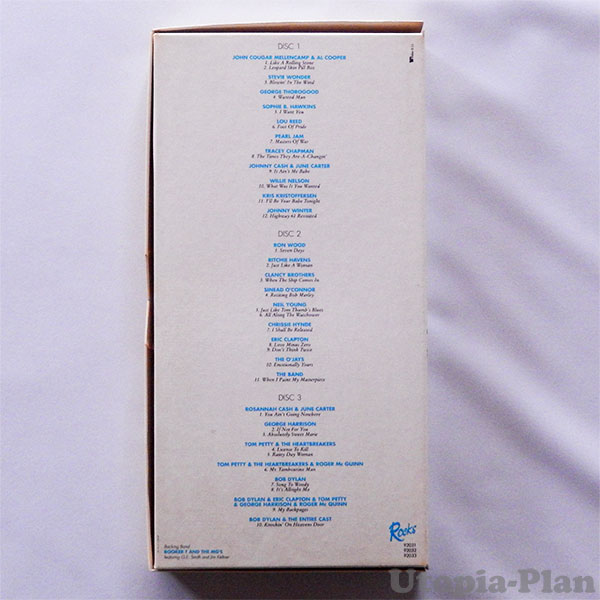 DISC 1
JOHN COUGAR MELLENCAMP & AL COOPER
1. Like A Rolling Stone
2. Leopard Skin Pill Box
STEVIE WONDER
3. Blowin' In The Wind
GEORGE THOROGOOD
4. Wanted Man
SOPHIE B. HAWKINS
5. I Want You
LOU REED
6. Foot Of Pride
PEARL JAM
7. Masters Of War
TRACEY CHAPMAN
8. The Times They Are-A-Changin'
JOHNNY CASH & JUNE CARTER
9. It Ain't Me Babe
WILLIE NELSON
10. What Was It You Wanted
KRIS KRISTOFFERSEN
11. I'll Be Your Babe Tonight
JOHNNY WINTER
12. Highway 61 Revisited
DISC 2
RON WOOD
1. Seven Days
RITCHIE HAVENS
2. Just Like A Woman
CLANCY BROTHERS
3. When The Ship Comes In
SINEAD O'CONNOR
4. Resising Bob Marley
NEIL YOUNG
5. Just Like Tom Thumb's Blues
6. All Along The Watchtower
CHRISSIE HYNDE
7. I Shall Be Released
ERIC CLAPTON
8. Love Minus Zero
9. Don't Think Twice
THE O'JAYS
10. Emotionally Yours
THE BAND
11. When I Paint My Masterpiece
DISC 3
ROSANNAH CASH & JUNE CARTER
1. You Ain't Going Nowhere
GEORGE HARRISON
2. If Not For You
3. Absolutely Sweet Marie
TOM PETTY & THE HEARTBREAKERS
4. Licence To Kill
5. Rainy Day Woman
TOM PETTY & THE HEARTBREAKERS & ROGER Mc GUINN
6. Mr. Tambourine Man
BOB DYLAN
7. Song To Woody
8. It's Allright Ma
BOB DYLAN & ERIC CLAPTON & TOM PETTY
& GEORGE HARRISON & ROGER Mc GUINN
9. My Backpages
BOB DYLAN & THE ENTIRE CAST
10. Knockin' On Heavens Door
Backing Band:
BOOKER T AND THE MG'S
featuring G.E. Smith and Jim Keltner
Rocks
92031
92032
92033
Utopia-Plan